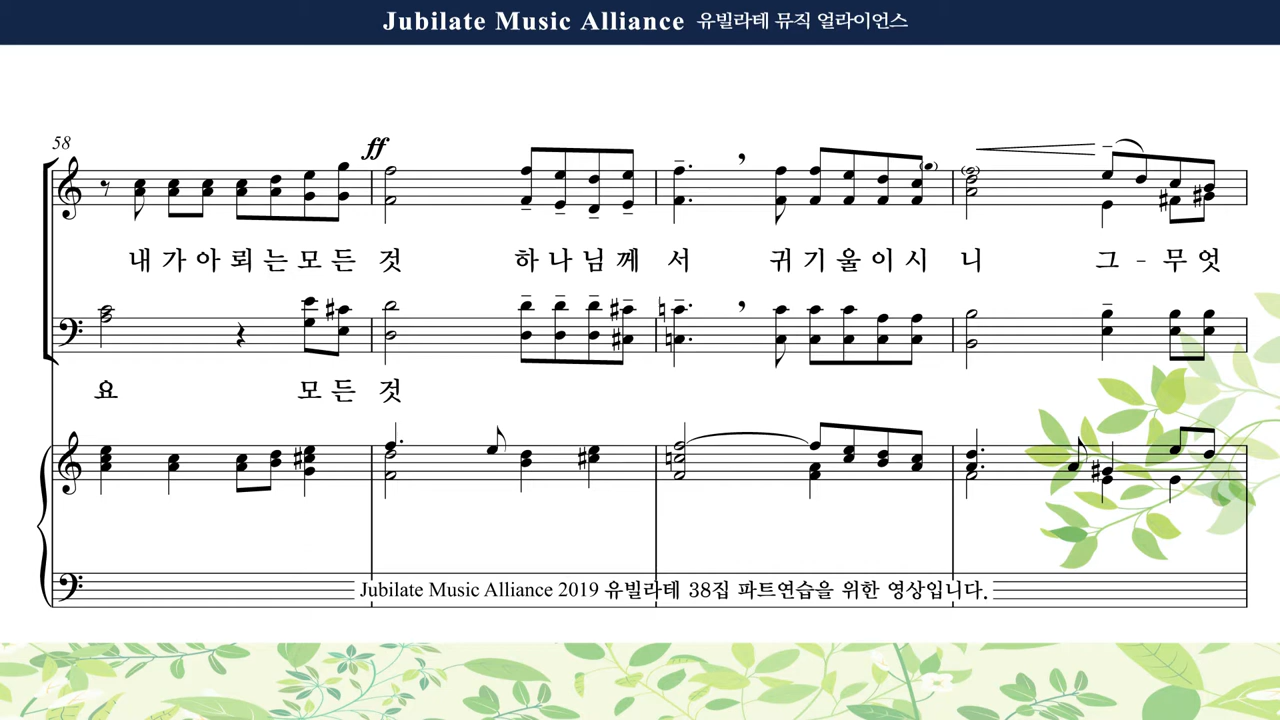 Jubilate Music Alliance 유빌라테 뮤직 얼라이언스
58
ff
내 가 아 뢰 는 모 든 것 하 나 님 께 서 귀 기 울 이 시 니 그 - 무 엇
요 모 든 것
Jubilate Music Alliance 2019 유빌라테 38집 파트연습을 위한 영상입니다.